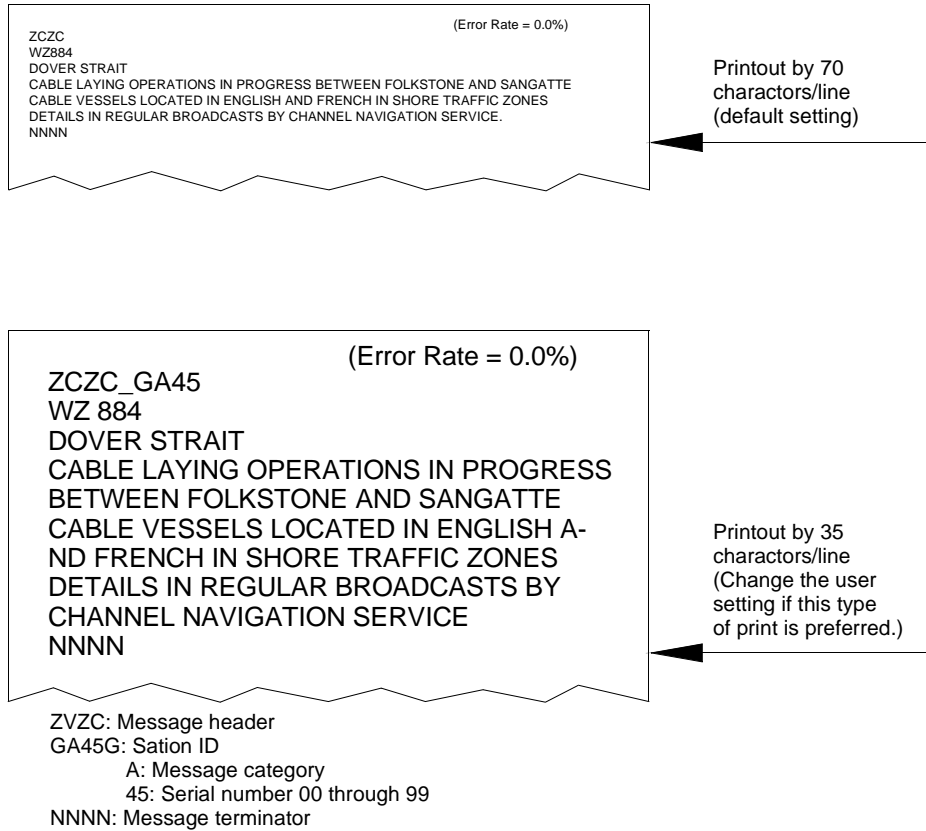 (Error Rate = 0.0%)
ZCZC
WZ884
DOVER STRAIT
CABLE LAYING OPERATIONS IN PROGRESS BETWEEN FOLKSTONE AND SANGATTE
CABLE VESSELS LOCATED IN ENGLISH AND FRENCH IN SHORE TRAFFIC ZONES
DETAILS IN REGULAR BROADCASTS BY CHANNEL NAVIGATION SERVICE.
NNNN
Printout by 70
charactors/line
(default setting)
(Error Rate = 0.0%)
ZCZC_GA45
WZ 884
DOVER STRAIT
CABLE LAYING OPERATIONS IN PROGRESS
BETWEEN FOLKSTONE AND SANGATTE
CABLE VESSELS LOCATED IN ENGLISH A-
ND FRENCH IN SHORE TRAFFIC ZONES
DETAILS IN REGULAR BROADCASTS BY
CHANNEL NAVIGATION SERVICE
NNNN
Printout by 35
charactors/line
(Change the user
setting if this type
of print is preferred.)
ZVZC: Message header
GA45G: Sation ID
A: Message category
45: Serial number 00 through 99
NNNN: Message terminator